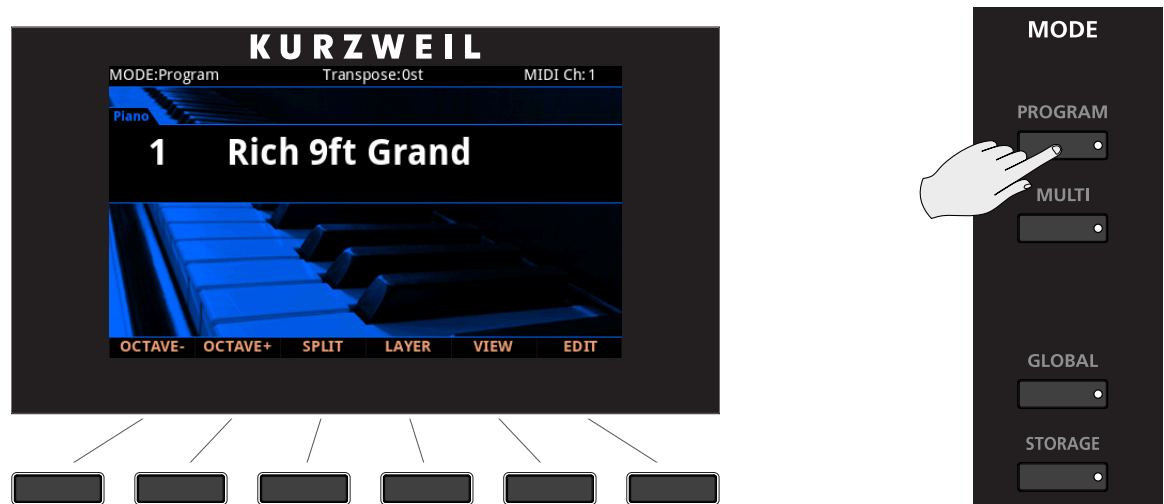 KURZWEIL
MODE:Program Transpose:0st MIDI Ch:1
Piano
1 Rich 9ft Grand
OCTAVE- OCTAVE+ SPLIT LAYER VIEW EDIT
MODE
PROGRAM
MULTI
GLOBAL
STORAGE